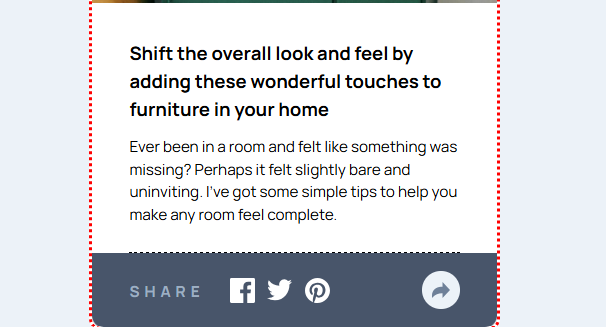 Shift the overall look and feel by
adding these wonderful touches to
furniture in your home
Ever been in a room and felt like something was
missing? Perhaps it felt slightly bare and
uninviting. I've got some simple tips to help you
make any room feel complete.
SHARE